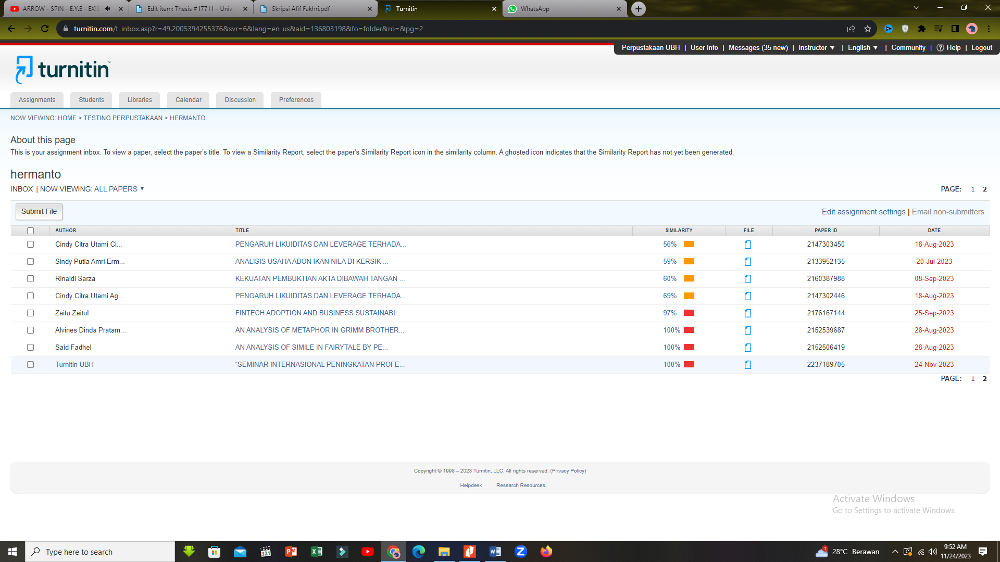 ARROW - SPIN - E.Y.E - EXIS
Edit item: Thesis #17711 - Univ.
Skripsi Afif Fakhri.pdf
Turnitin
WhatsApp
turnitin.com/t_inbox.asp?r=49.2005394255376&svr=6&lang=en_us&aid=136803198&fo=folder&ro=&pg=2
Perpustakaan UBH | User Info | Messages (35 new) | Instructor ▼ | English ▼ | Community | ? Help | Logout
turnitin™
Assignments Students Libraries Calendar Discussion Preferences
NOW VIEWING: HOME > TESTING PERPUSTAKAAN > HERMANTO
About this page
This is your assignment inbox. To view a paper, select the paper's title. To view a Similarity Report, select the paper's Similarity Report icon in the similarity column. A ghosted icon indicates that the Similarity Report has not yet been generated.
hermanto
INBOX | NOW VIEWING: ALL PAPERS ▼
PAGE: 1 2
Submit File
Edit assignment settings | Email non-submitters
AUTHOR TITLE SIMILARITY FILE PAPER ID DATE
Cindy Citra Utami Ci... PENGARUH LIKUIDITAS DAN LEVERAGE TERHADA... 56% 2147303450 18-Aug-2023
Sindy Putia Amri Erm... ANALISIS USAHA ABON IKAN NILA DI KERSIK ... 59% 2133952135 20-Jul-2023
Rinaldi Sarza KEKUATAN PEMBUKTIAN AKTA DIBAWAH TANGAN ... 60% 2160387988 08-Sep-2023
Cindy Citra Utami Ag... PENGARUH LIKUIDITAS DAN LEVERAGE TERHADA... 69% 2147302446 18-Aug-2023
Zaitu Zaitul FINTECH ADOPTION AND BUSINESS SUSTAINABI... 97% 2176167144 25-Sep-2023
Alvines Dinda Pratam... AN ANALYSIS OF METAPHOR IN GRIMM BROTHER... 100% 2152539687 28-Aug-2023
Said Fadhel AN ANALYSIS OF SIMILE IN FAIRYTALE BY PE... 100% 2152506419 28-Aug-2023
Turnitin UBH “SEMINAR INTERNASIONAL PENINGKATAN PROFE... 100% 2237189705 24-Nov-2023
PAGE: 1 2
Copyright © 1998 – 2023 Turnitin, LLC. All rights reserved. (Privacy Policy)
Helpdesk Research Resources
Activate Windows
Go to Settings to activate Windows.
Type here to search
321
1
28°C Berawan
9:52 AM
11/24/2023